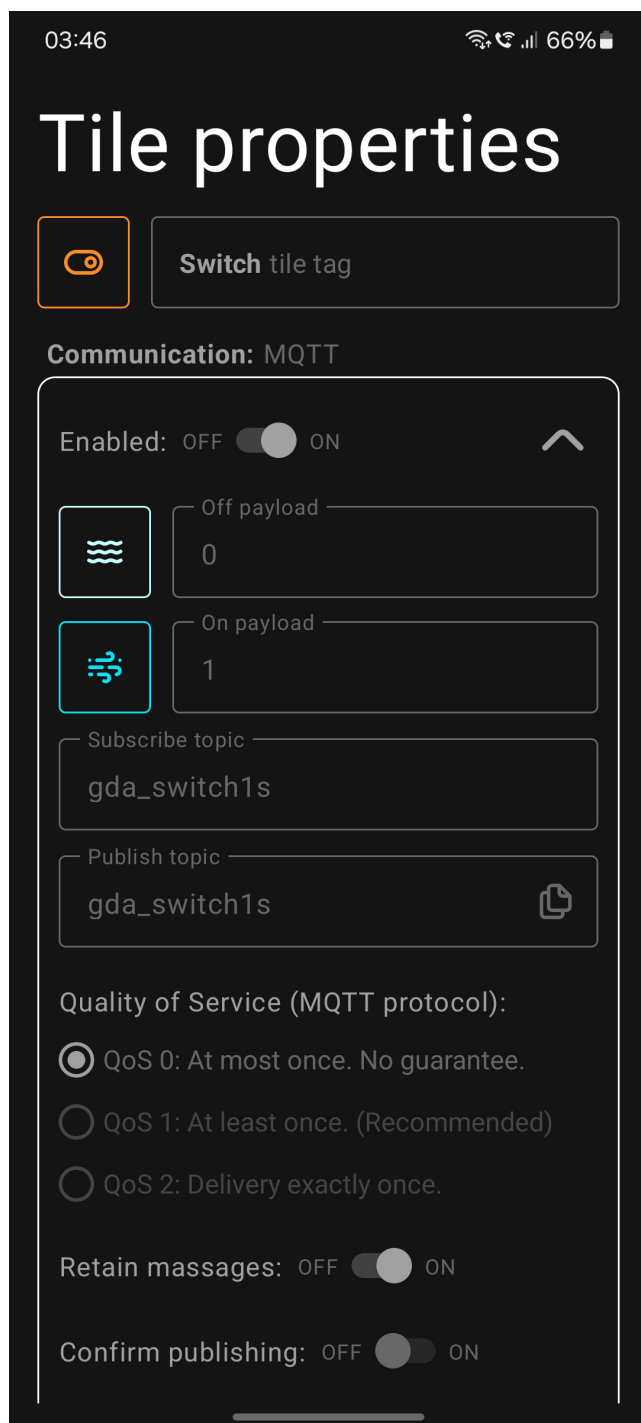 03:46 66%
Tile properties
Switch tile tag
Communication: MQTT
Enabled: OFF ON
Off payload
0
On payload
1
Subscribe topic
gda_switch1s
Publish topic
gda_switch1s
Quality of Service (MQTT protocol):
QoS 0: At most once. No guarantee.
QoS 1: At least once. (Recommended)
QoS 2: Delivery exactly once.
Retain massages: OFF ON
Confirm publishing: OFF ON